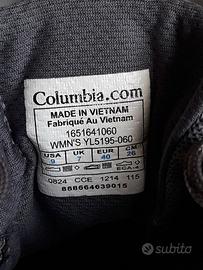 Columbia.com
MADE IN VIETNAM
Fabriqué Au Vietnam
1651641060
WMN'S YL5195-060
USA UK EUR CM
9 7 40 26
0624 CCE 1214 115
888664639015
subito